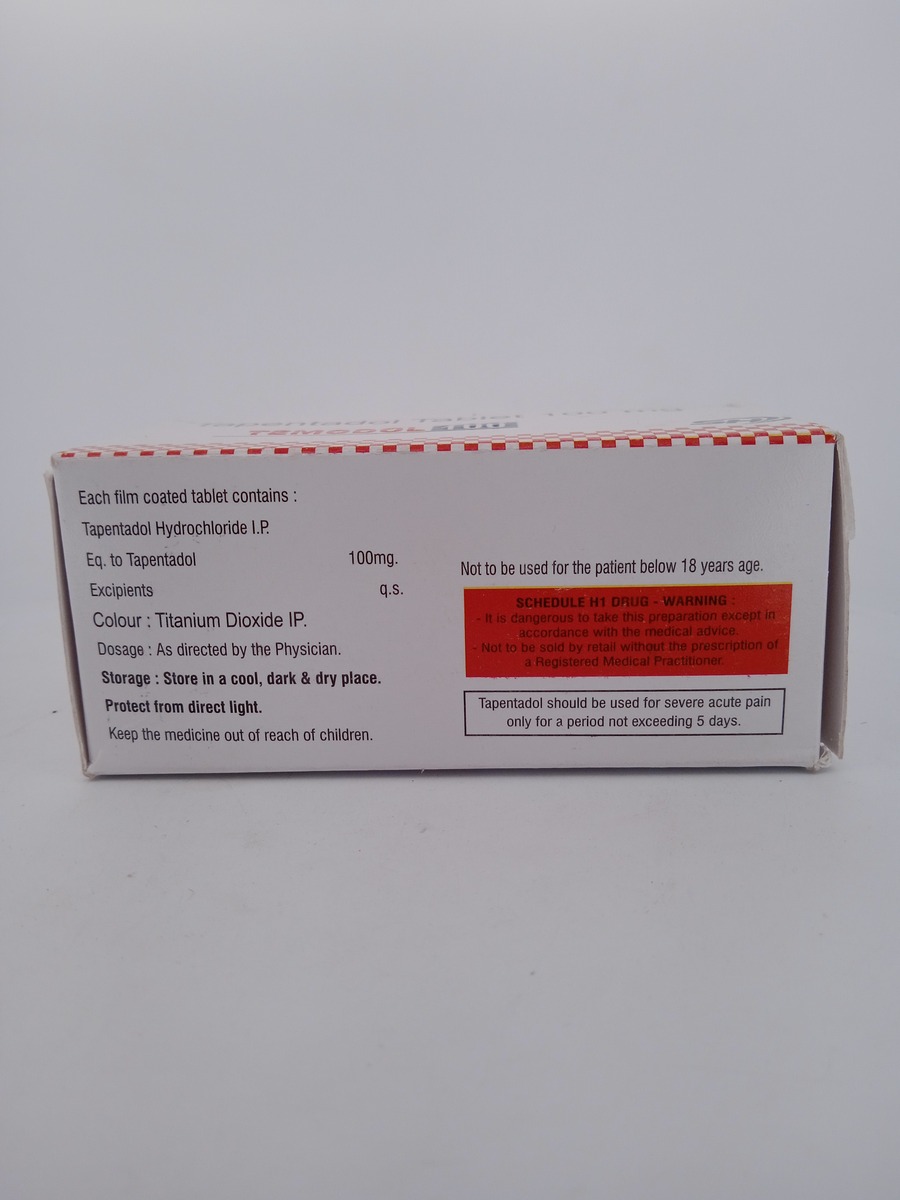 Tapentadol Tablet 100 mg
Each film coated tablet contains :
Tapentadol Hydrochloride I.P.
Eq. to Tapentadol 100mg.
Excipients q.s.
Colour : Titanium Dioxide IP.
Dosage : As directed by the Physician.
Storage : Store in a cool, dark & dry place.
Protect from direct light.
Keep the medicine out of reach of children.
Not to be used for the patient below 18 years age.
SCHEDULE H1 DRUG - WARNING :
- It is dangerous to take this preparation except in
accordance with the medical advice.
- Not to be sold by retail without the prescription of
a Registered Medical Practitioner.
Tapentadol should be used for severe acute pain
only for a period not exceeding 5 days.